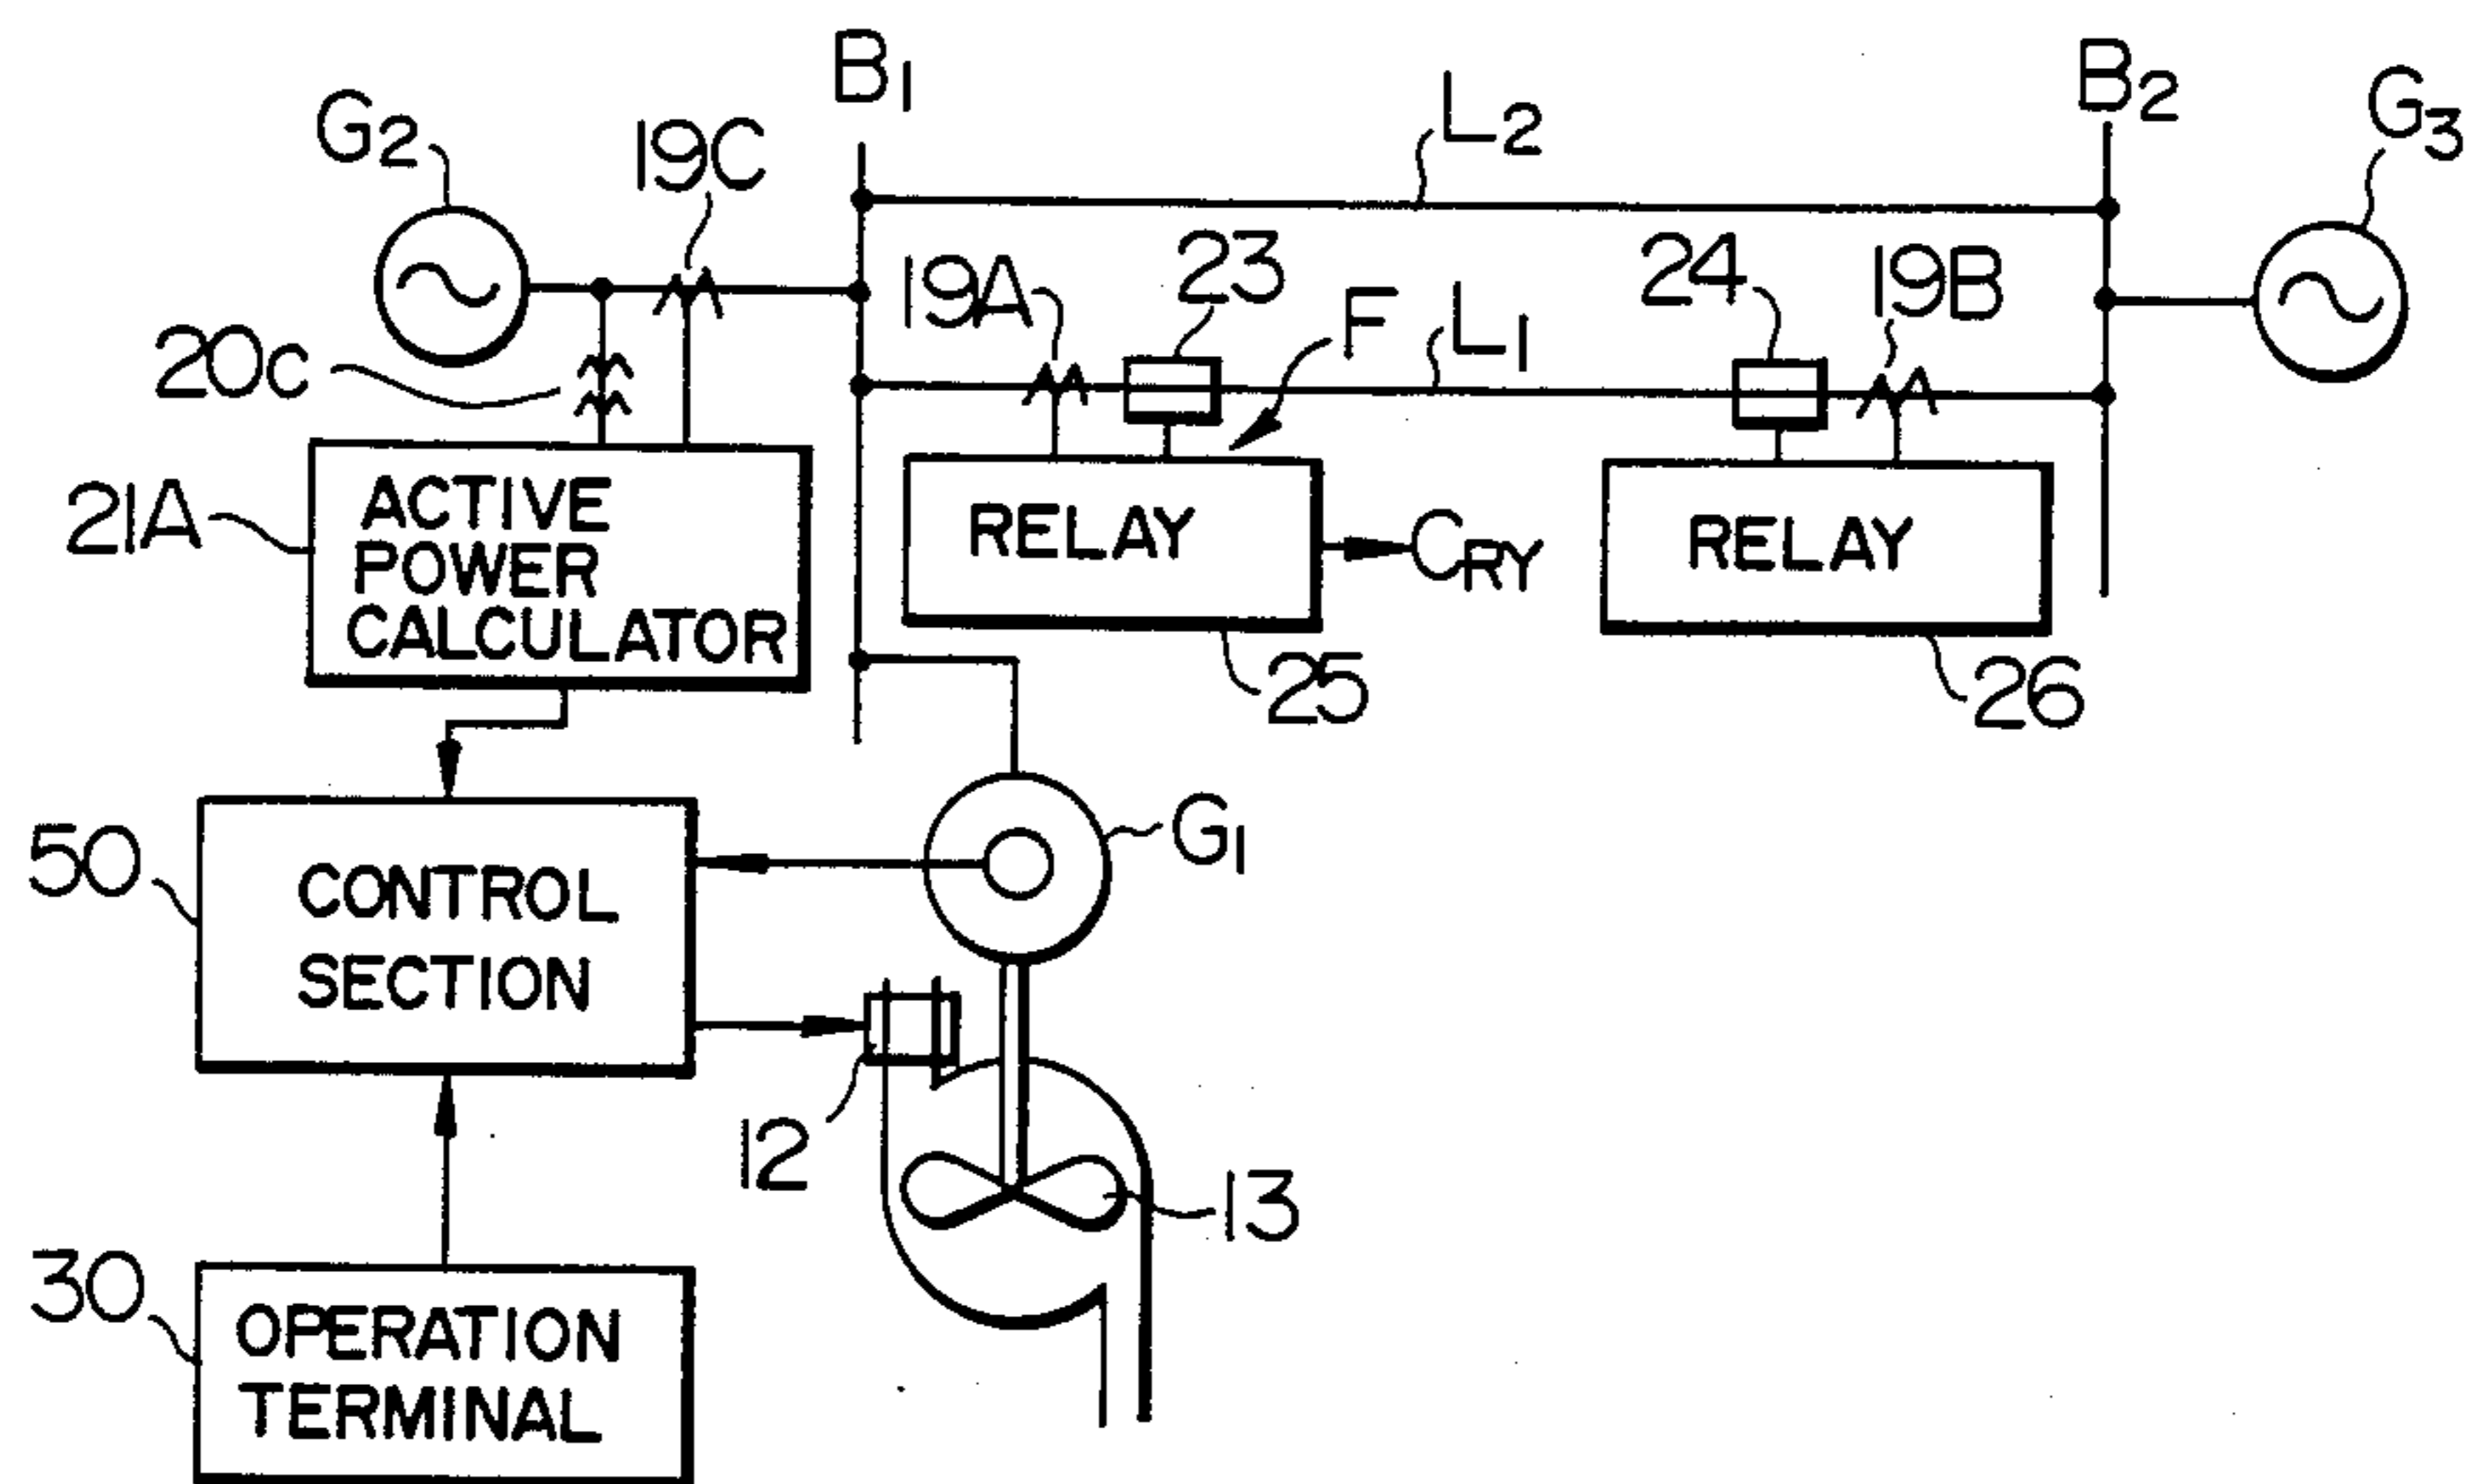 B1
B2
G2
19C
L2
G3
19A
23
F
L1
24
19B
20c
21A
ACTIVE
POWER
CALCULATOR
RELAY
CRY
RELAY
25
26
50
CONTROL
SECTION
G1
12
13
30
OPERATION
TERMINAL